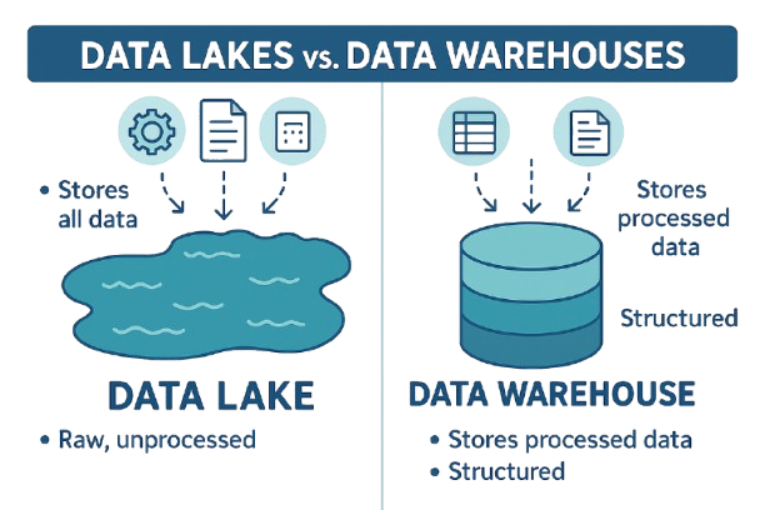 DATA LAKES vs. DATA WAREHOUSES
• Stores
all data
DATA LAKE
• Raw, unprocessed
Stores
processed
data
Structured
DATA WAREHOUSE
• Stores processed data
• Structured